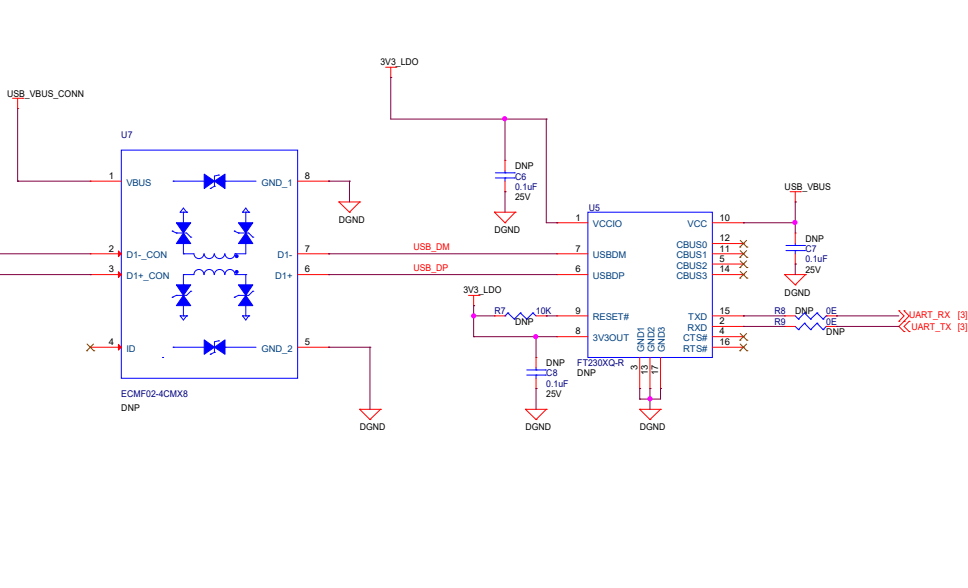 3V3_LDO
USB_VBUS_CONN
U7
1
VBUS
GND_1
8
DGND
2
D1-_CON
D1-
7
USB_DM
3
D1+_CON
D1+
6
USB_DP
4
ID
GND_2
5
DGND
ECMF02-4CMX8
DNP
DNP
C6
0.1uF
25V
DGND
U5
USB_VBUS
1
VCCIO
VCC
10
DNP
C7
0.1uF
25V
DGND
7
USBDM
6
USBDP
CBUS0
12
CBUS1
11
CBUS2
5
CBUS3
14
3V3_LDO
R7
10K
DNP
9
RESET#
8
3V3OUT
TXD
15
R8
DNP
0E
UART_RX [3]
RXD
2
R9
0E
DNP
UART_TX [3]
CTS#
4
RTS#
16
GND1
GND2
GND3
3
13
17
FT230XQ-R
DNP
DNP
C8
0.1uF
25V
DGND
DGND